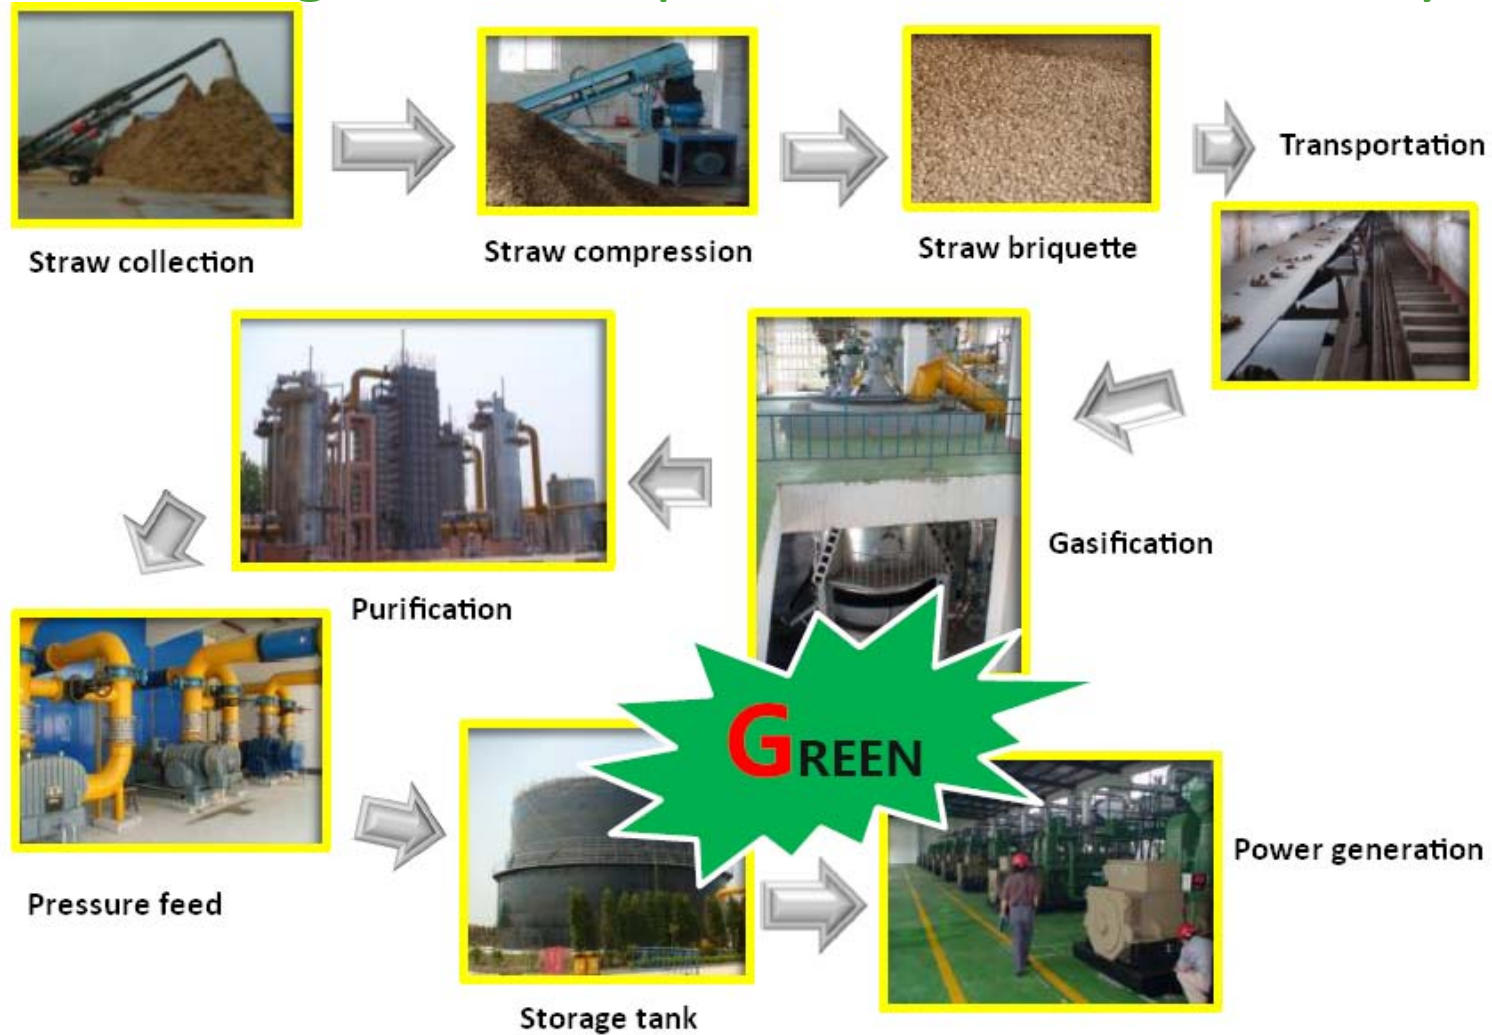 Straw collection
Straw compression
Straw briquette
Transportation
Gasification
Purification
Pressure feed
Storage tank
GREEN
Power generation